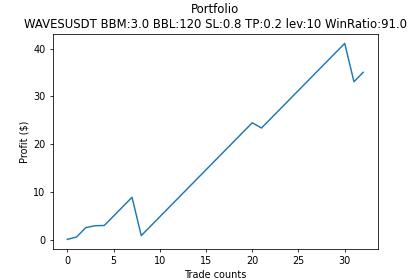 Portfolio
WAVESUSDT BBM:3.0 BBL:120 SL:0.8 TP:0.2 lev:10 WinRatio:91.0
40
30
20
10
0
Profit ($)
0 5 10 15 20 25 30
Trade counts